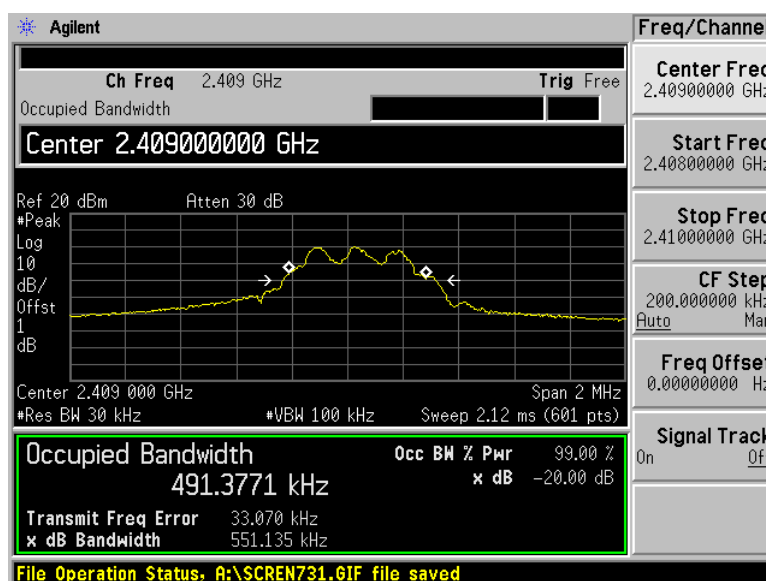 Agilent
Freq/Channe
Ch Freq 2.409 GHz Trig Free
Occupied Bandwidth
Center 2.409000000 GHz
Ref 20 dBm Atten 30 dB
#Peak
Log
10
dB/
Offst
1
dB
Center 2.409 000 GHz Span 2 MHz
#Res BW 30 kHz #VBW 100 kHz Sweep 2.12 ms (601 pts)
Occupied Bandwidth
491.3771 kHz
Occ BW % Pwr 99.00 %
x dB -20.00 dB
Transmit Freq Error 33.070 kHz
x dB Bandwidth 551.135 kHz
File Operation Status, A:\SCREN731.GIF file saved
Center Freq
2.40900000 GHz
Start Freq
2.40800000 GHz
Stop Freq
2.41000000 GHz
CF Step
200.000000 kHz
Auto Man
Freq Offset
0.00000000 Hz
Signal Track
On Of